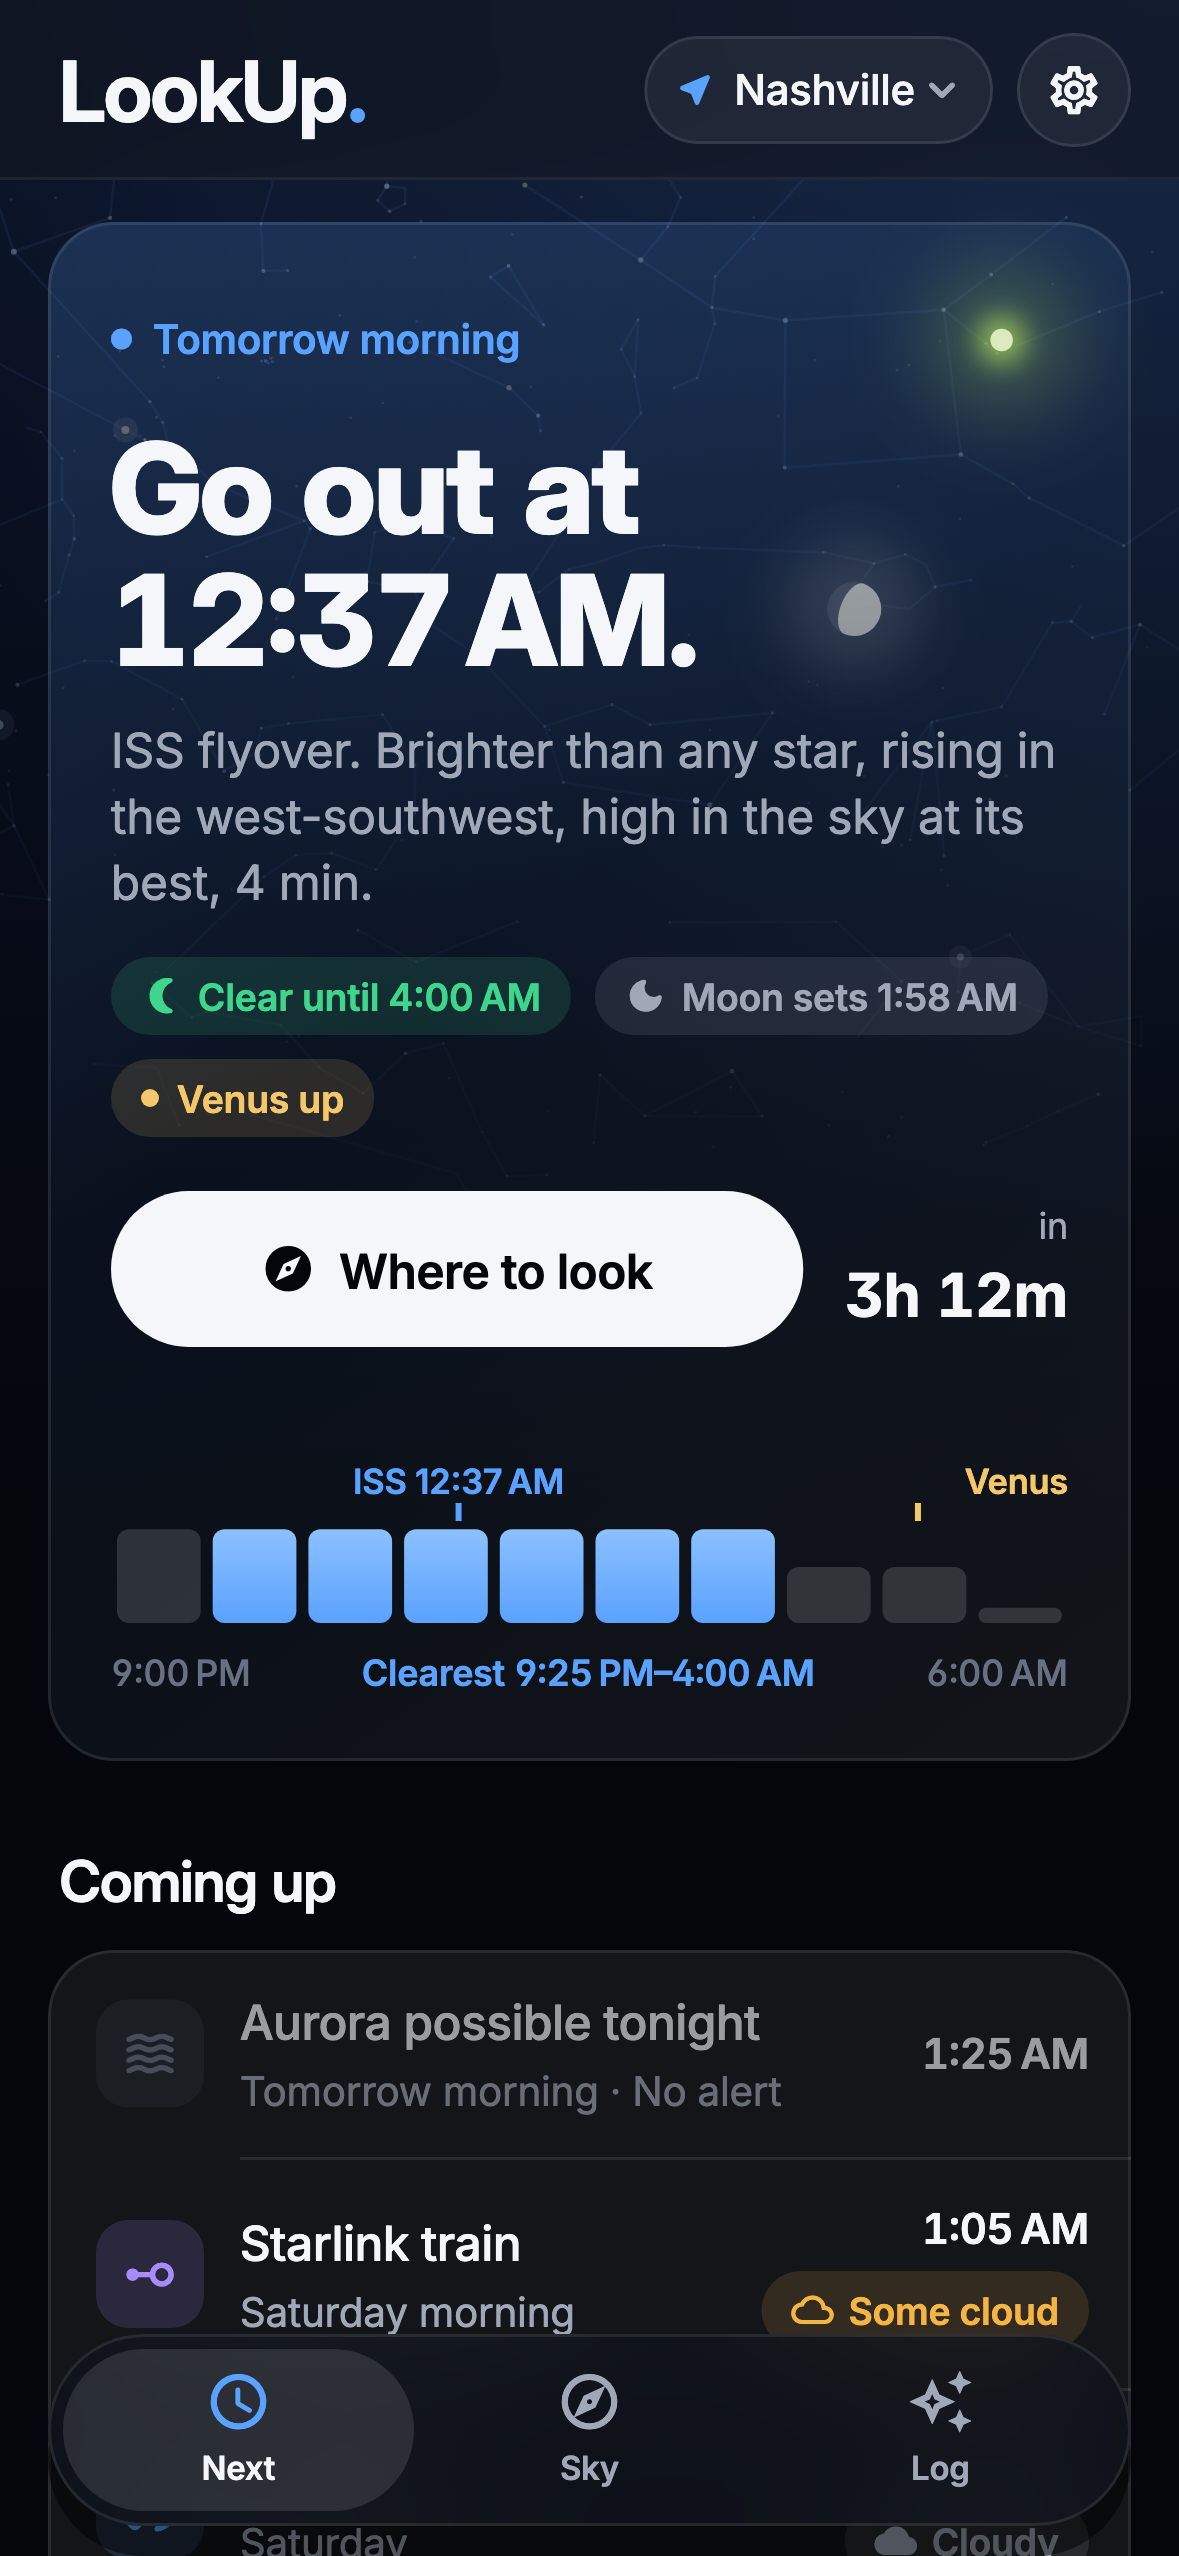 LookUp.
Nashville
Tomorrow morning
Go out at
12:37 AM.
ISS flyover. Brighter than any star, rising in
the west-southwest, high in the sky at its
best, 4 min.
Clear until 4:00 AM
Moon sets 1:58 AM
Venus up
Where to look
in
3h 12m
ISS 12:37 AM
Venus
9:00 PM
Clearest 9:25 PM–4:00 AM
6:00 AM
Coming up
Aurora possible tonight
1:25 AM
Tomorrow morning · No alert
Starlink train
1:05 AM
Saturday morning
Some cloud
Next
Sky
Log
Saturday
Cloudy